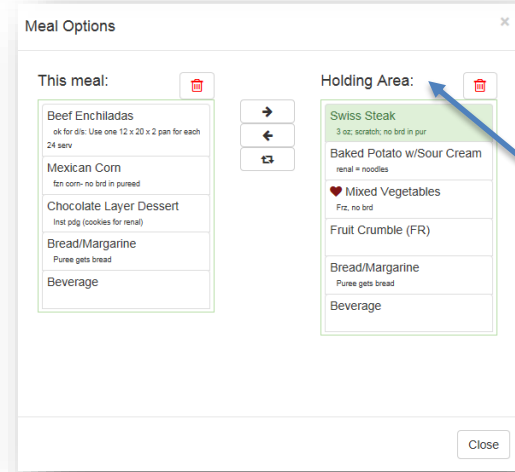 Meal Options
×
This meal:
Beef Enchiladas
ok for d/s: Use one 12 x 20 x 2 pan for each
24 serv
Mexican Corn
fzn corn- no brd in pureed
Chocolate Layer Dessert
Inst pdg (cookies for renal)
Bread/Margarine
Puree gets bread
Beverage
Holding Area:
Swiss Steak
3 oz; scratch; no brd in pur
Baked Potato w/Sour Cream
renal = noodles
Mixed Vegetables
Frz, no brd
Fruit Crumble (FR)
Bread/Margarine
Puree gets bread
Beverage
Close